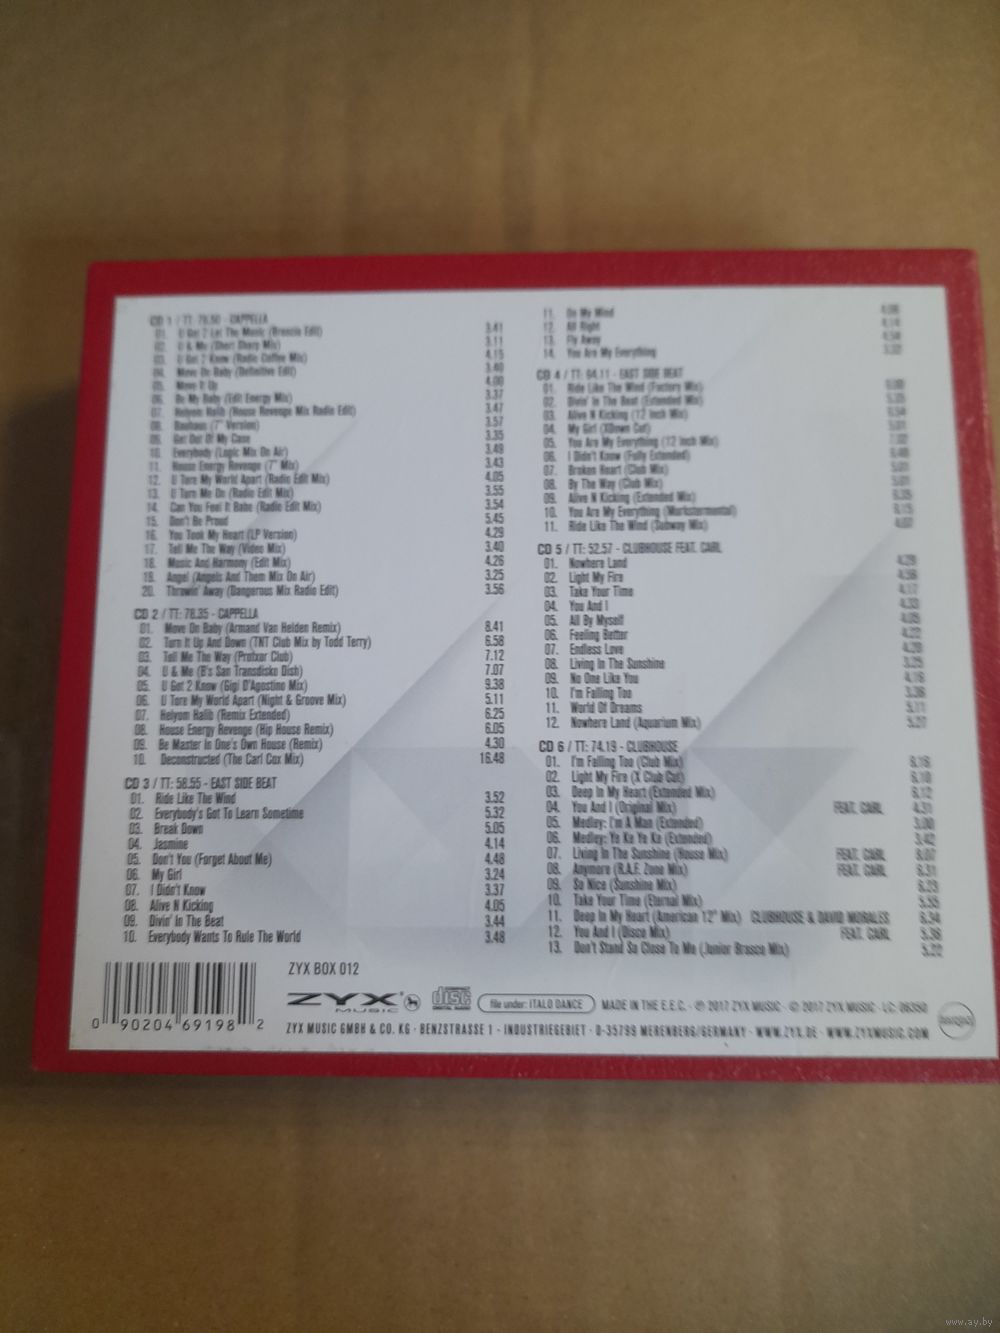 CD 1 / TT: 78.50 - CAPPELLA
01. U Got 2 Let The Music (Brescia Edit) 3.41
02. U & Me (Short Sharp Mix) 3.11
03. U Got 2 Know (Radio Coffee Mix) 4.15
04. Move On Baby (Definitive Edit) 3.40
05. Move It Up 4.00
06. Be My Baby (Edit Energy Mix) 3.37
07. Helyom Halib (House Revenge Mix Radio Edit) 3.47
08. Bauhaus (7" Version) 3.57
09. Get Out Of My Case 3.35
10. Everybody (Logic Mix On Air) 3.49
11. House Energy Revenge (7" Mix) 3.43
12. U Tore My World Apart (Radio Edit Mix) 4.05
13. U Turn Me On (Radio Edit Mix) 3.55
14. Can You Feel It Babe (Radio Edit Mix) 3.54
15. Don't Be Proud 5.45
16. You Took My Heart (LP Version) 4.29
17. Tell Me The Way (Video Mix) 3.40
18. Music And Harmony (Edit Mix) 4.26
19. Angel (Angels And Them Mix On Air) 3.25
20. Throwin' Away (Dangerous Mix Radio Edit) 3.56
CD 2 / TT: 78.35 - CAPPELLA
01. Move On Baby (Armand Van Helden Remix) 8.41
02. Turn It Up And Down (TNT Club Mix by Todd Terry) 6.58
03. Tell Me The Way (Protxar Club) 7.12
04. U & Me (B's San Transdisko Dish) 7.07
05. U Got 2 Know (Gigi D'Agostino Mix) 9.38
06. U Tore My World Apart (Night & Groove Mix) 5.11
07. Helyom Halib (Remix Extended) 6.25
08. House Energy Revenge (Hip House Remix) 6.05
09. Be Master In One's Own House (Remix) 4.30
10. Deconstructed (The Carl Cox Mix) 16.48
CD 3 / TT: 58.55 - EAST SIDE BEAT
01. Ride Like The Wind 3.52
02. Everybody's Got To Learn Sometime 5.32
03. Break Down 5.05
04. Jasmine 4.14
05. Don't You (Forget About Me) 4.48
06. My Girl 3.24
07. I Didn't Know 3.37
08. Alive N Kicking 4.05
09. Divin' In The Beat 3.44
10. Everybody Wants To Rule The World 3.48
11. On My Mind
12. All Right
13. Fly Away
14. You Are My Everything
CD 4 / TT: 64.11 - EAST SIDE BEAT
01. Ride Like The Wind (Factory Mix)
02. Divin' In The Beat (Extended Mix)
03. Alive N Kicking (12 Inch Mix)
04. My Girl (XDown Cut)
05. You Are My Everything (12 Inch Mix)
06. I Didn't Know (Fully Extended)
07. Broken Heart (Club Mix)
08. By The Way (Club Mix)
09. Alive N Kicking (Extended Mix)
10. You Are My Everything
11. Ride Like The Wind (Subway Mix)
CD 5 / TT: 52.57 - CLUBHOUSE FEAT. CARL
01. Nowhere Land
02. Light My Fire
03. Take Your Time
04. You And I
05. All By Myself
06. Feeling Better
07. Endless Love
08. Living In The Sunshine
09. No One Like You
10. I'm Falling Too
11. World Of Dreams
12. Nowhere Land (Aquarium Mix)
CD 6 / TT: 74.19 - CLUBHOUSE
01. I'm Falling Too (Club Mix)
02. Light My Fire (X Club Cut)
03. Deep In My Heart (Extended Mix) 6.12
04. You And I (Original Mix) FEAT. CARL 4.31
05. Medley: I'm A Man (Extended)
06. Medley: Ye Ke Ye Ke (Extended) 3.42
07. Living In The Sunshine (House Mix) FEAT. CARL
08. Anymore (R.A.F. Zone Mix) FEAT. CARL
09. So Nice (Sunshine Mix)
10. Take Your Time (Eternal Mix)
11. Deep In My Heart (American 12" Mix) CLUBHOUSE & DAVID MORALES
12. You And I (Disco Mix) FEAT. CARL
13. Don't Stand So Close To Me (Junior Brasco Mix)
0 90204 69198 2
ZYX BOX 012
ZYX MUSIC
disc DIGITAL AUDIO
file under: ITALO DANCE
MADE IN THE E.E.C. · ℗ 2017 ZYX MUSIC · © 2017 ZYX MUSIC · LC 06350
ZYX MUSIC GMBH & CO. KG · BENZSTRASSE 1 - INDUSTRIEGEBIET · D-35799 MERENBERG/GERMANY · WWW.ZYX.DE · WWW.ZYXMUSIC.COM
www.ay.by